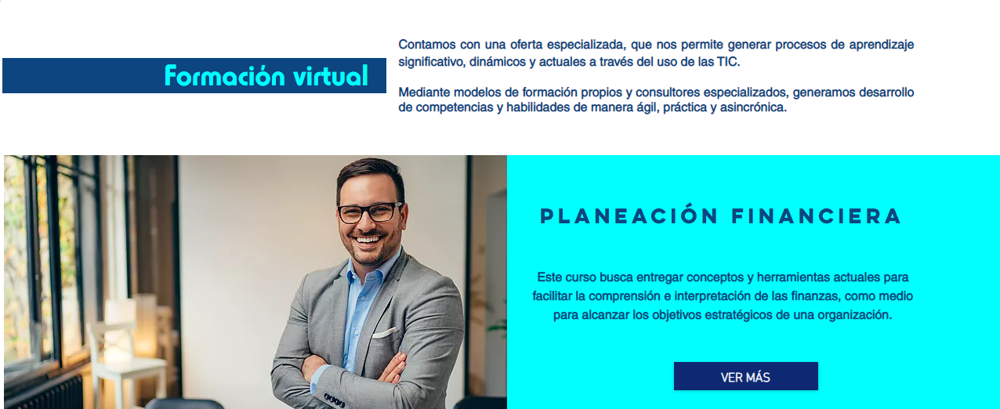 Formación virtual
Contamos con una oferta especializada, que nos permite generar procesos de aprendizaje
significativo, dinámicos y actuales a través del uso de las TIC.
Mediante modelos de formación propios y consultores especializados, generamos desarrollo
de competencias y habilidades de manera ágil, práctica y asincrónica.
PLANEACIÓN FINANCIERA
Este curso busca entregar conceptos y herramientas actuales para
facilitar la comprensión e interpretación de las finanzas, como medio
para alcanzar los objetivos estratégicos de una organización.
VER MÁS